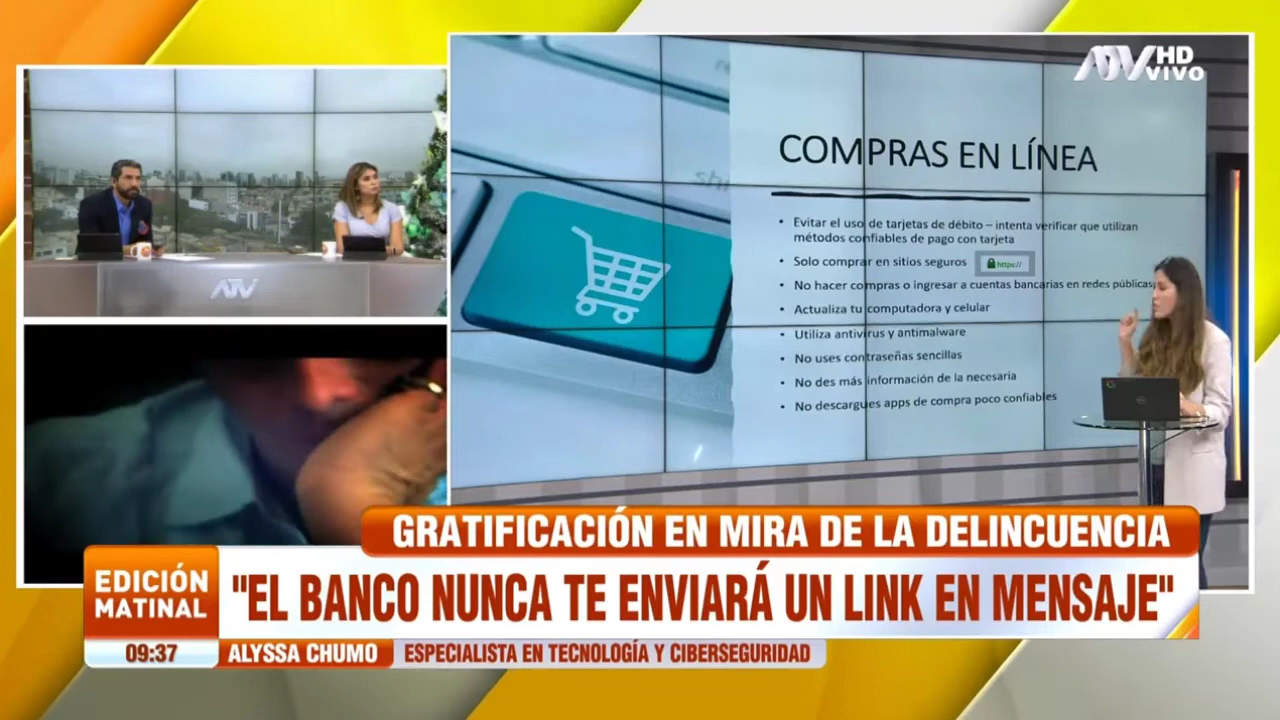 ATV HD
VIVO
COMPRAS EN LÍNEA
• Evitar el uso de tarjetas de débito – intenta verificar que utilizan
métodos confiables de pago con tarjeta
• Solo comprar en sitios seguros https://
• No hacer compras o ingresar a cuentas bancarias en redes públicas
• Actualiza tu computadora y celular
• Utiliza antivirus y antimalware
• No uses contraseñas sencillas
• No des más información de la necesaria
• No descargues apps de compra poco confiables
ATV
GRATIFICACIÓN EN MIRA DE LA DELINCUENCIA
EDICIÓN
MATINAL
"EL BANCO NUNCA TE ENVIARÁ UN LINK EN MENSAJE"
09:37
ALYSSA CHUMO
ESPECIALISTA EN TECNOLOGÍA Y CIBERSEGURIDAD